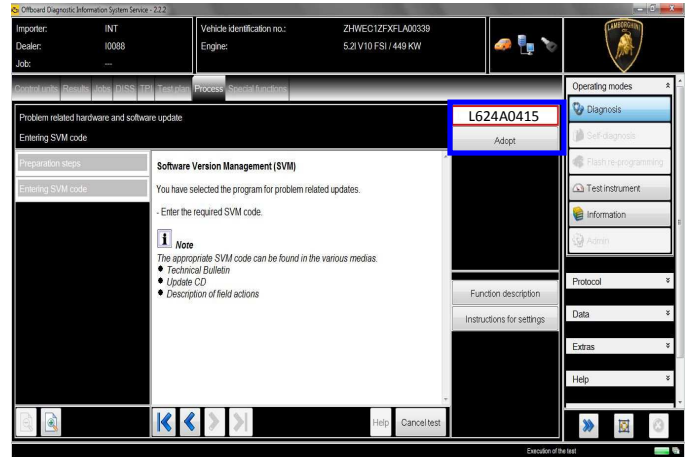 Offboard Diagnostic Information System Service - 2.2.2
Importer: INT
Dealer: I0088
Job: ---
Vehicle identification no.: ZHWEC1ZFXFLA00339
Engine: 5.2l V10 FSI / 449 KW
LAMBORGHINI
Control units Results Jobs DISS TPI Test plan Process Special functions
Problem related hardware and software update
Entering SVM code
L624A0415
Adopt
Preparation steps
Entering SVM code
Software Version Management (SVM)
You have selected the program for problem related updates.
- Enter the required SVM code.
i Note
The appropriate SVM code can be found in the various medias.
Technical Bulletin
Update CD
Description of field actions
Function description
Instructions for settings
Help
Cancel test
Operating modes
Diagnosis
Self-diagnosis
Flash re-programming
Test instrument
Information
Admin
Protocol
Data
Extras
Help
Execution of the test